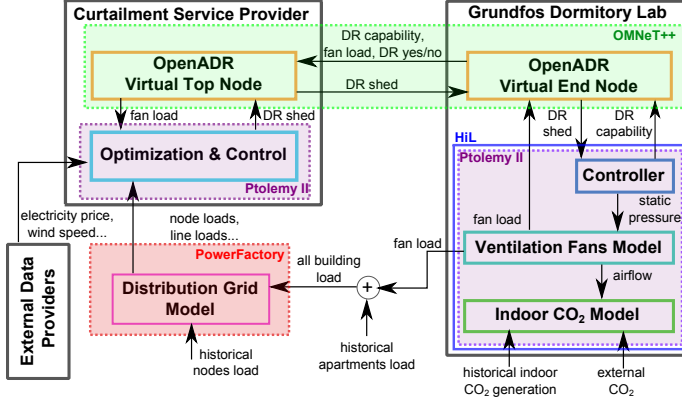 Curtailment Service Provider
Grundfos Dormitory Lab
OMNeT++
DR capability,
fan load, DR yes/no
OpenADR
Virtual Top Node
OpenADR
Virtual End Node
DR shed
fan load
DR shed
DR
shed
DR
capability
HiL
Optimization & Control
Ptolemy II
Ptolemy II
Controller
electricity price,
wind speed...
node loads,
line loads...
static
pressure
fan load
PowerFactory
all building
load
fan load
Ventilation Fans Model
External Data
Providers
Distribution Grid
Model
+
airflow
Indoor CO₂ Model
historical
nodes load
historical
apartments load
historical indoor
CO₂ generation
external
CO₂